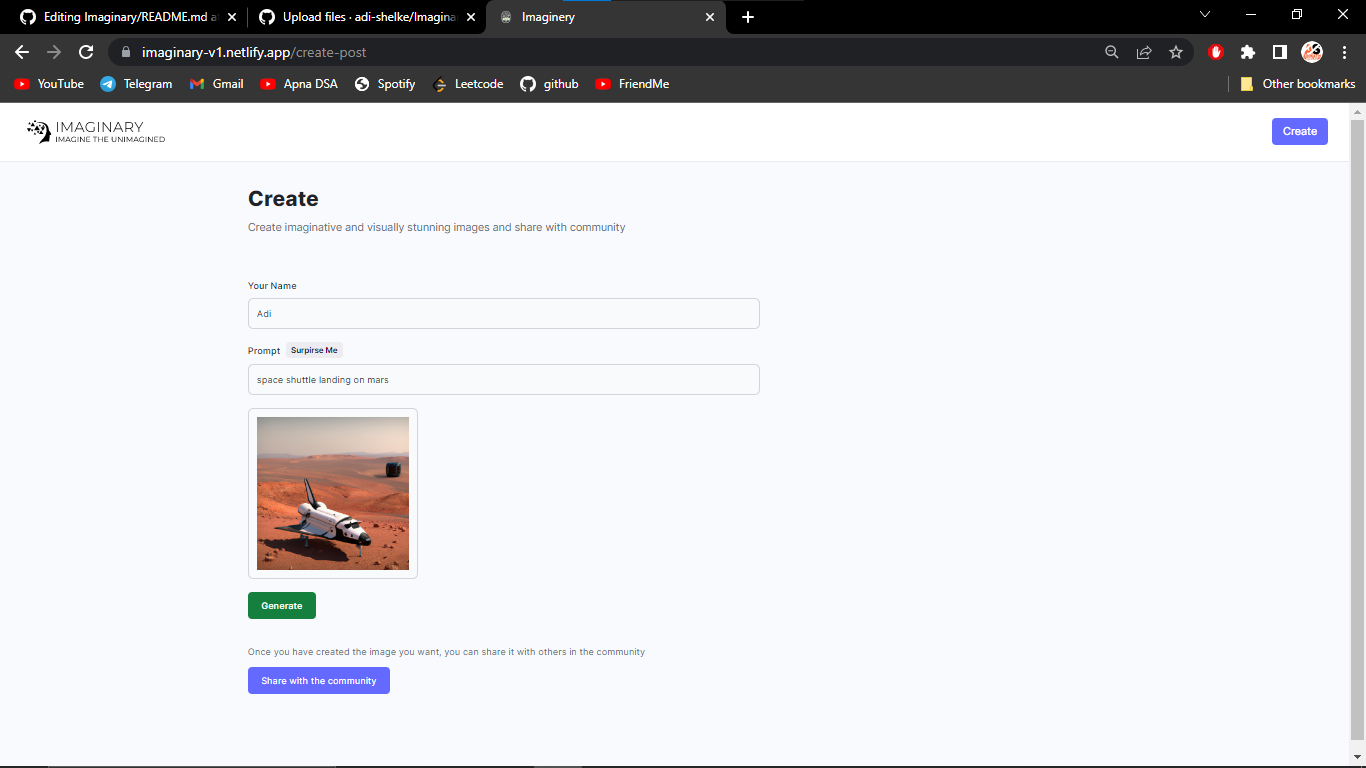 Editing Imaginary/README.md at
Upload files · adi-shelke/Imagina
Imaginery
imaginary-v1.netlify.app/create-post
YouTube
Telegram
Gmail
Apna DSA
Spotify
Leetcode
github
FriendMe
Other bookmarks
IMAGINARY
IMAGINE THE UNIMAGINED
Create
Create
Create imaginative and visually stunning images and share with community
Your Name
Adi
Prompt
Surpirse Me
space shuttle landing on mars
Generate
Once you have created the image you want, you can share it with others in the community
Share with the community